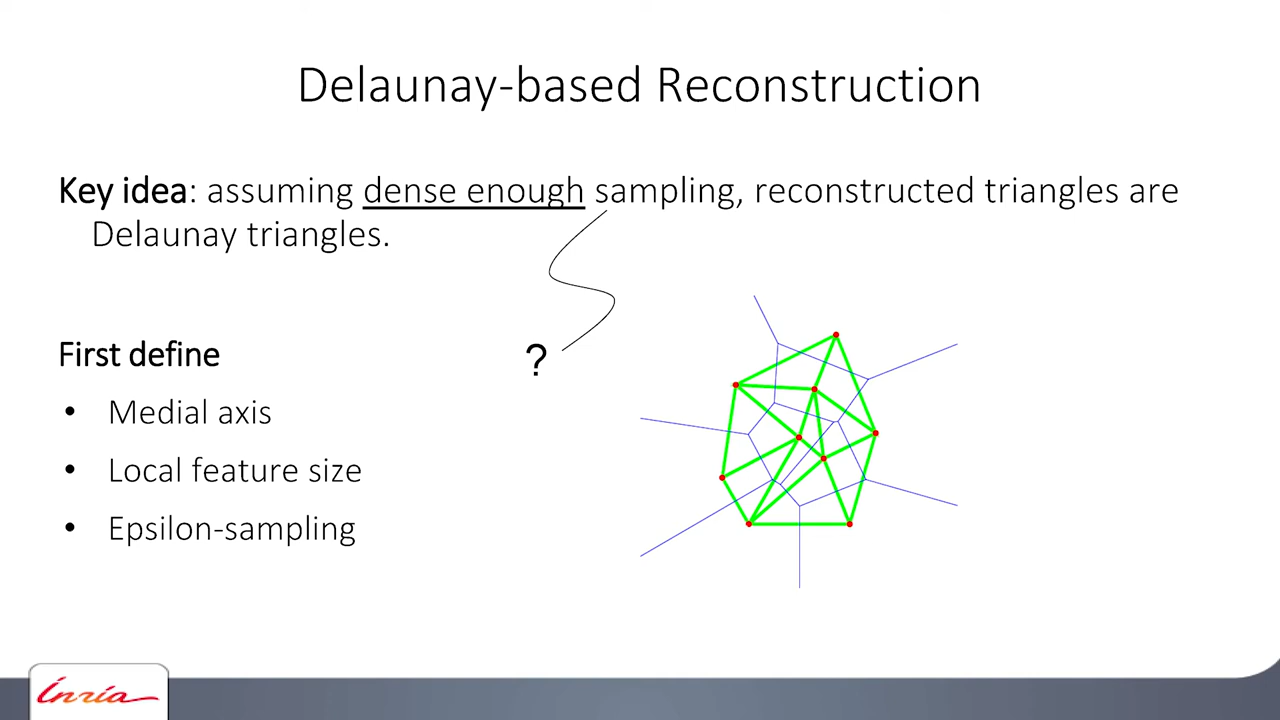 Delaunay-based Reconstruction
Key idea: assuming dense enough sampling, reconstructed triangles are
Delaunay triangles.
First define
?
• Medial axis
• Local feature size
• Epsilon-sampling
Inria